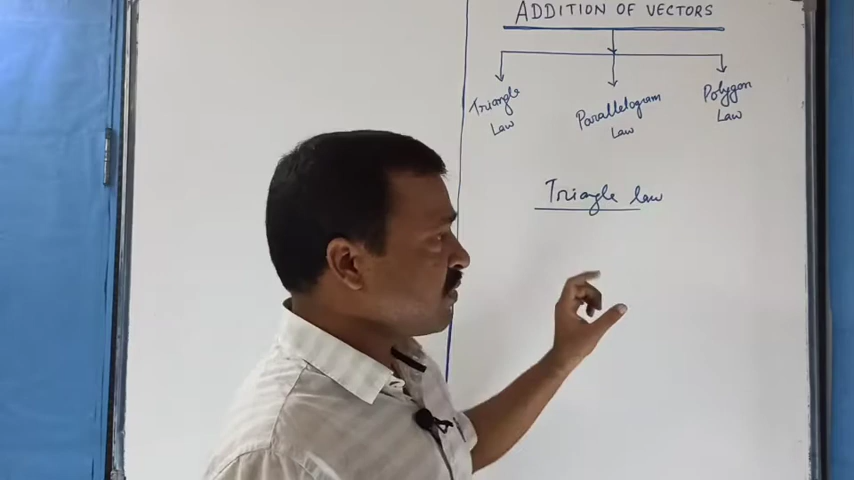 ADDITION OF VECTORS
Triangle Law
Parallelogram Law
Polygon Law
Triangle law